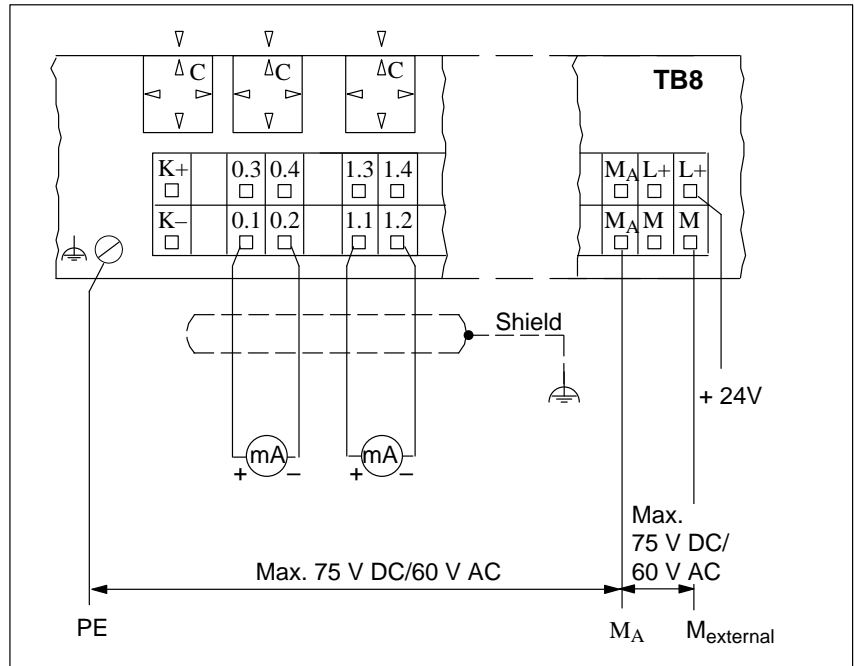 C C C
TB8
K+ 0.3 0.4 1.3 1.4 MA L+ L+
K– 0.1 0.2 1.1 1.2 MA M M
Shield
+ 24V
+ mA – + mA –
Max.
75 V DC/
60 V AC
Max. 75 V DC/60 V AC
PE MA Mexternal